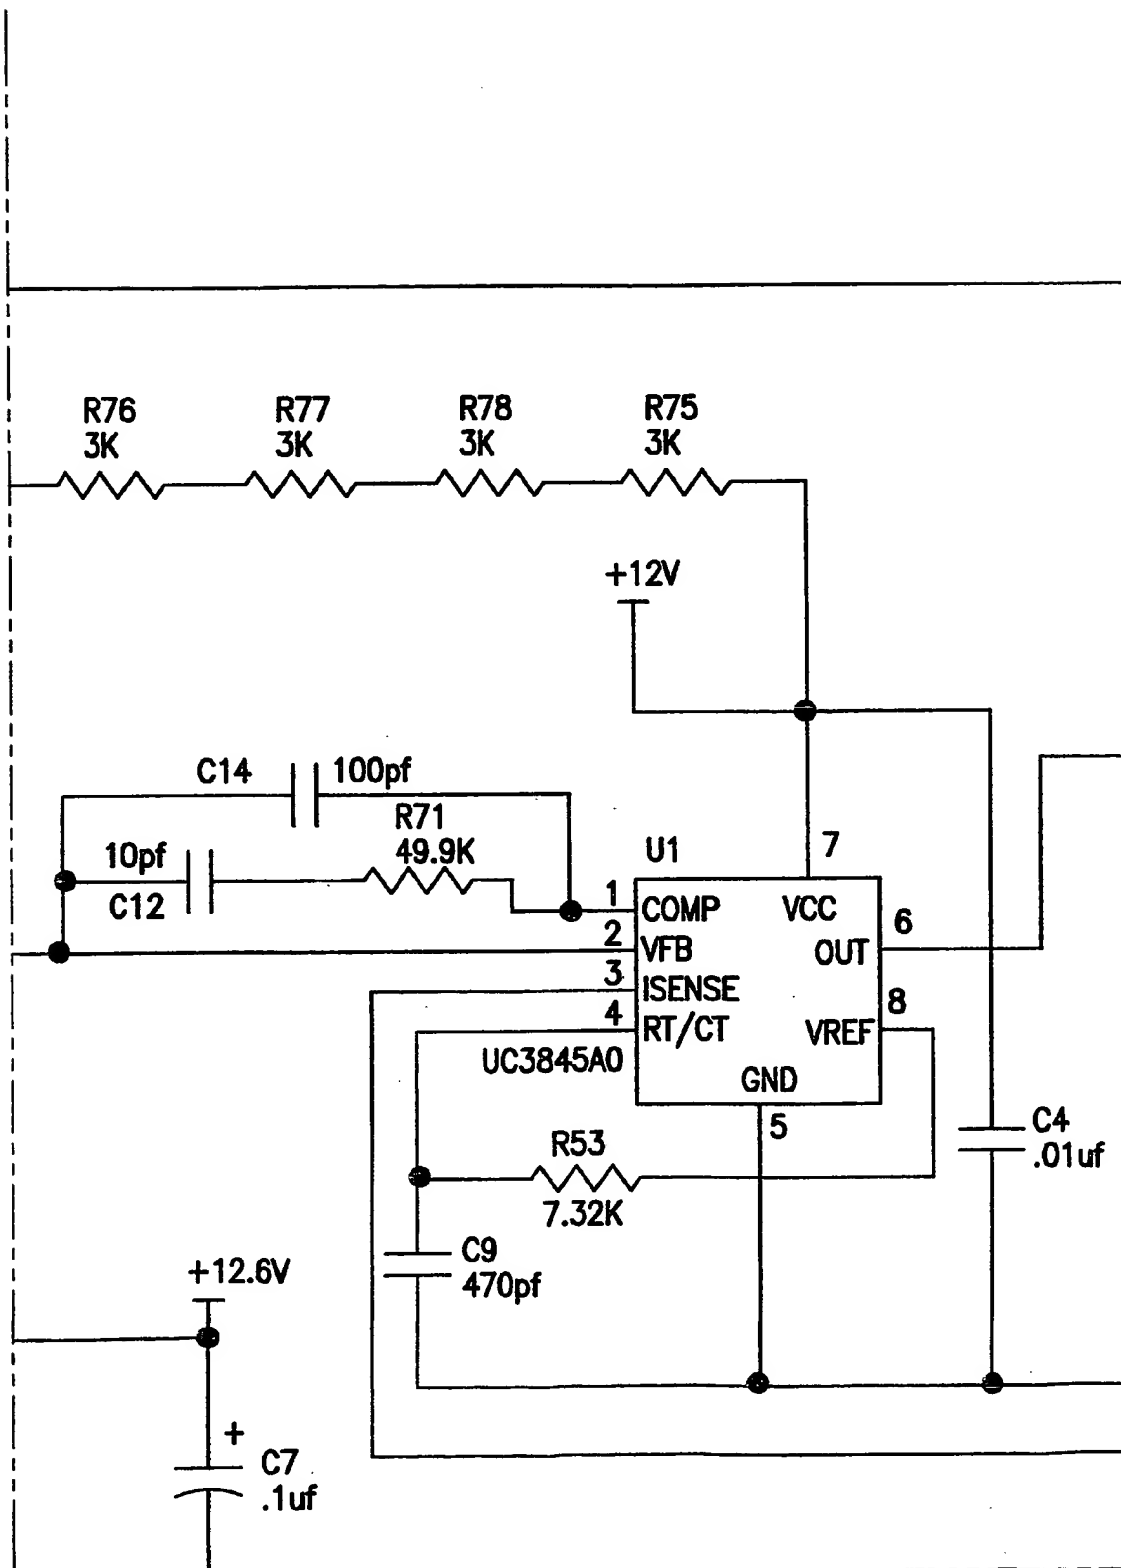 R76
3K
R77
3K
R78
3K
R75
3K
+12V
C14
100pf
R71
49.9K
10pf
C12
U1
7
1
COMP
VCC
6
2
VFB
OUT
3
ISENSE
8
4
RT/CT
VREF
UC3845AO
GND
5
R53
7.32K
C4
.01uf
C9
470pf
+12.6V
+
C7
.1uf